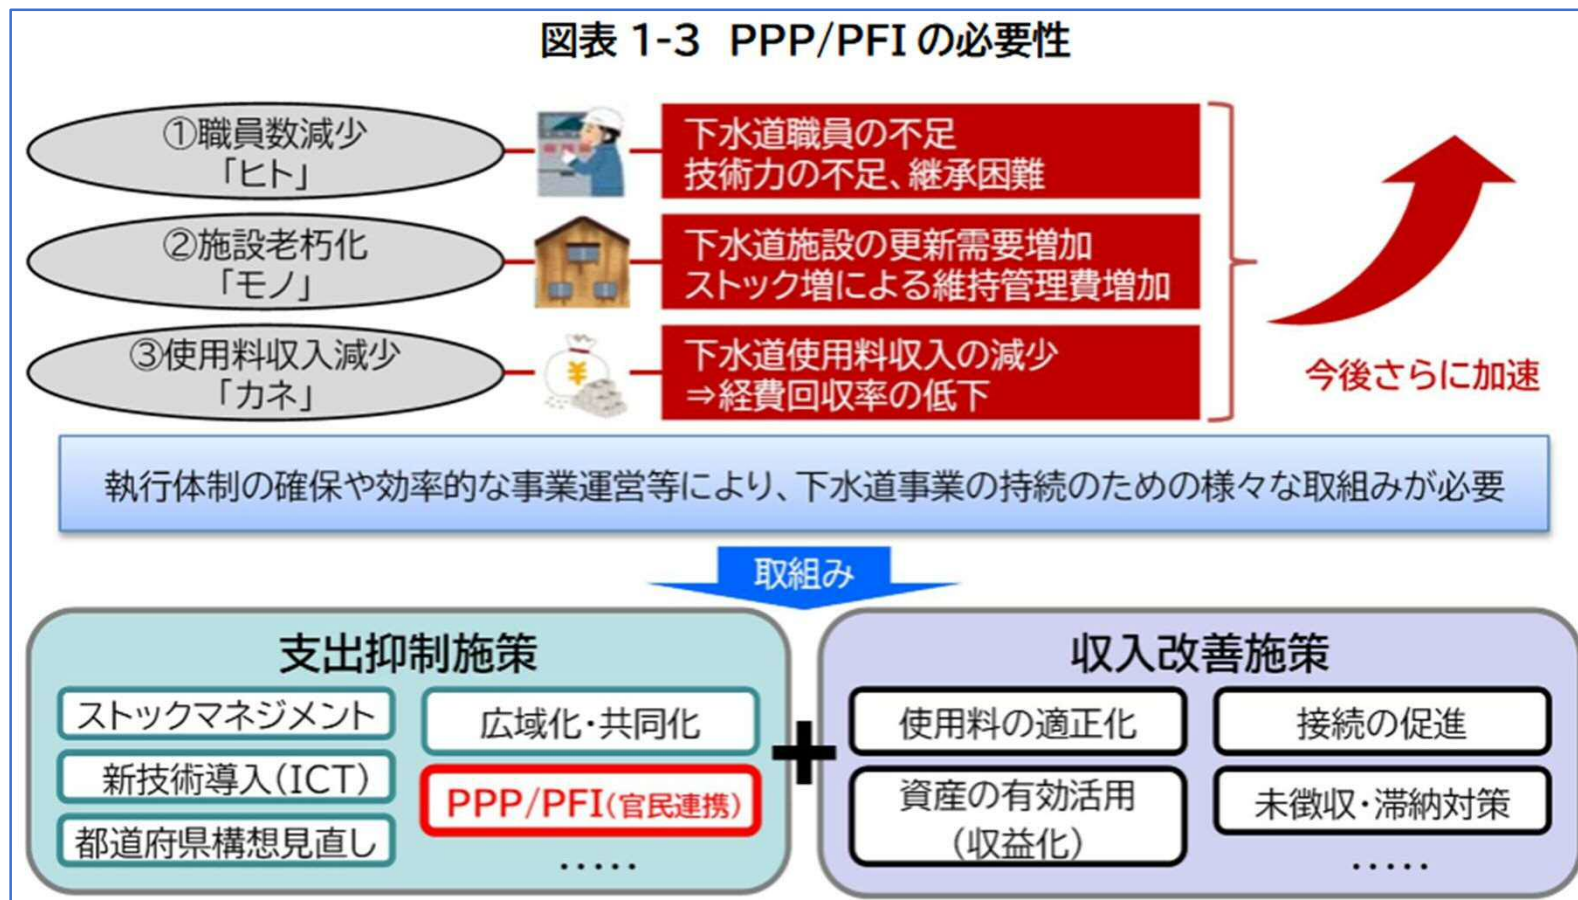 図表 1-3 PPP/PFI の必要性
①職員数減少
「ヒト」
下水道職員の不足
技術力の不足、継承困難
②施設老朽化
「モノ」
下水道施設の更新需要増加
ストック増による維持管理費増加
③使用料収入減少
「カネ」
¥
下水道使用料収入の減少
⇒経費回収率の低下
今後さらに加速
執行体制の確保や効率的な事業運営等により、下水道事業の持続のための様々な取組みが必要
取組み
支出抑制施策
ストックマネジメント
新技術導入(ICT)
都道府県構想見直し
広域化・共同化
PPP/PFI(官民連携)
・・・・・
+
収入改善施策
使用料の適正化
資産の有効活用
(収益化)
接続の促進
未徴収・滞納対策
・・・・・